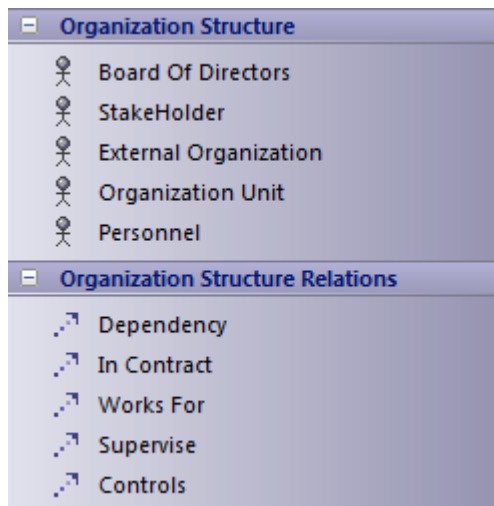 Organization Structure
Board Of Directors
StakeHolder
External Organization
Organization Unit
Personnel
Organization Structure Relations
Dependency
In Contract
Works For
Supervise
Controls